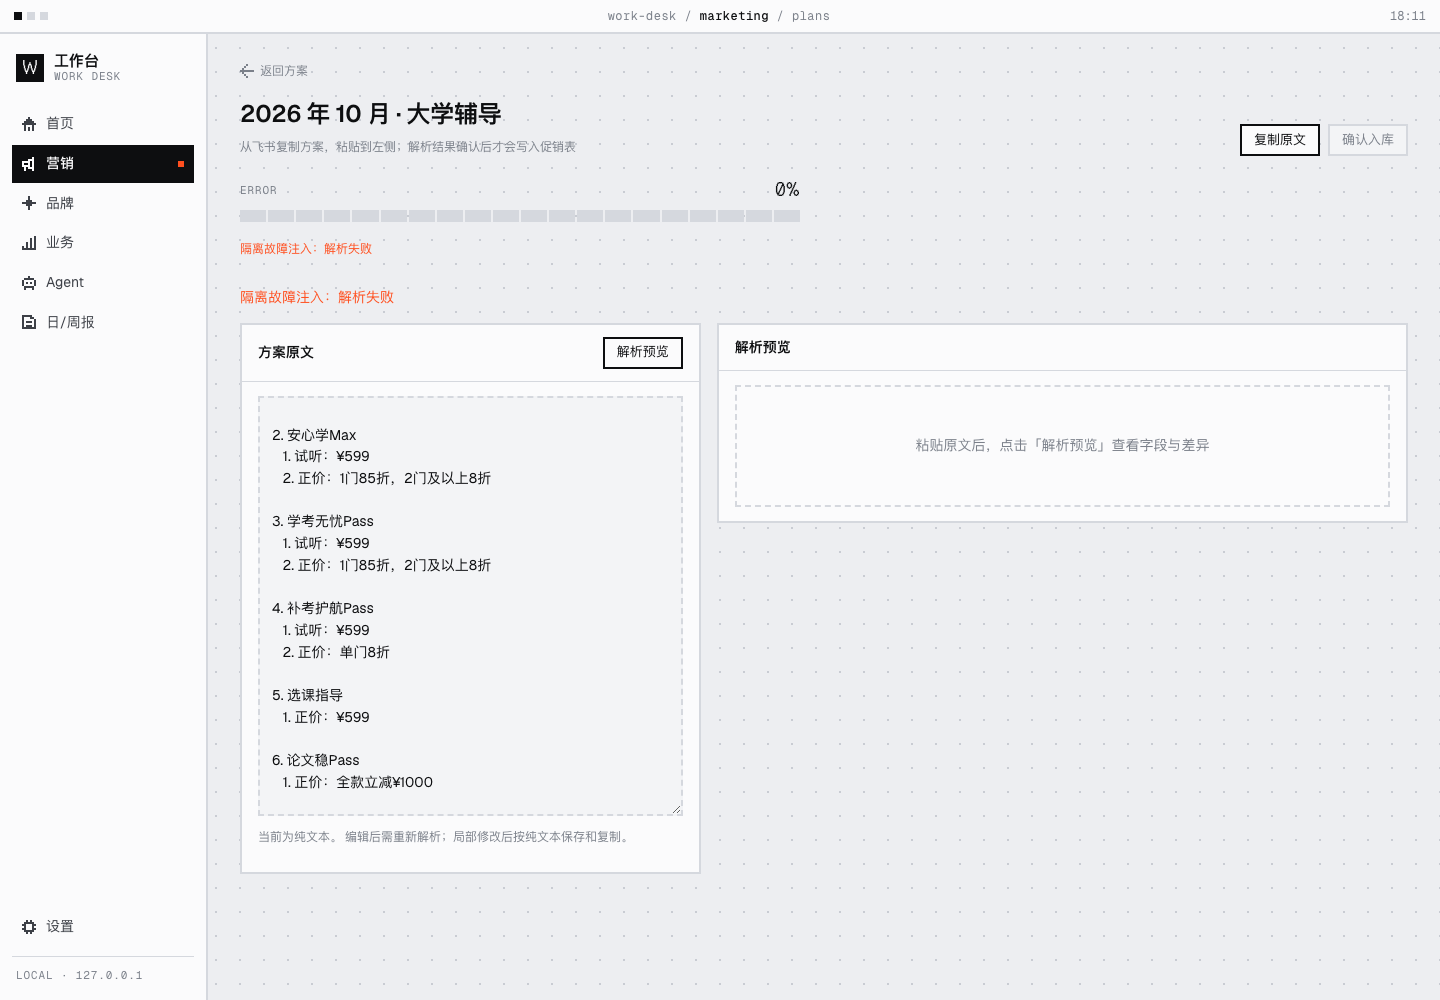 work-desk / marketing / plans
18:11
W
工作台
WORK DESK
首页
营销
品牌
业务
Agent
日/周报
设置
LOCAL · 127.0.0.1
返回方案
2026 年 10 月 · 大学辅导
从飞书复制方案，粘贴到左侧；解析结果确认后才会写入促销表
复制原文
确认入库
ERROR
0%
隔离故障注入：解析失败
隔离故障注入：解析失败
方案原文
解析预览
2. 安心学Max
1. 试听：¥599
2. 正价：1门85折，2门及以上8折
3. 学考无忧Pass
1. 试听：¥599
2. 正价：1门85折，2门及以上8折
4. 补考护航Pass
1. 试听：¥599
2. 正价：单门8折
5. 选课指导
1. 正价：¥599
6. 论文稳Pass
1. 正价：全款立减¥1000
当前为纯文本。 编辑后需重新解析；局部修改后按纯文本保存和复制。
解析预览
粘贴原文后，点击「解析预览」查看字段与差异